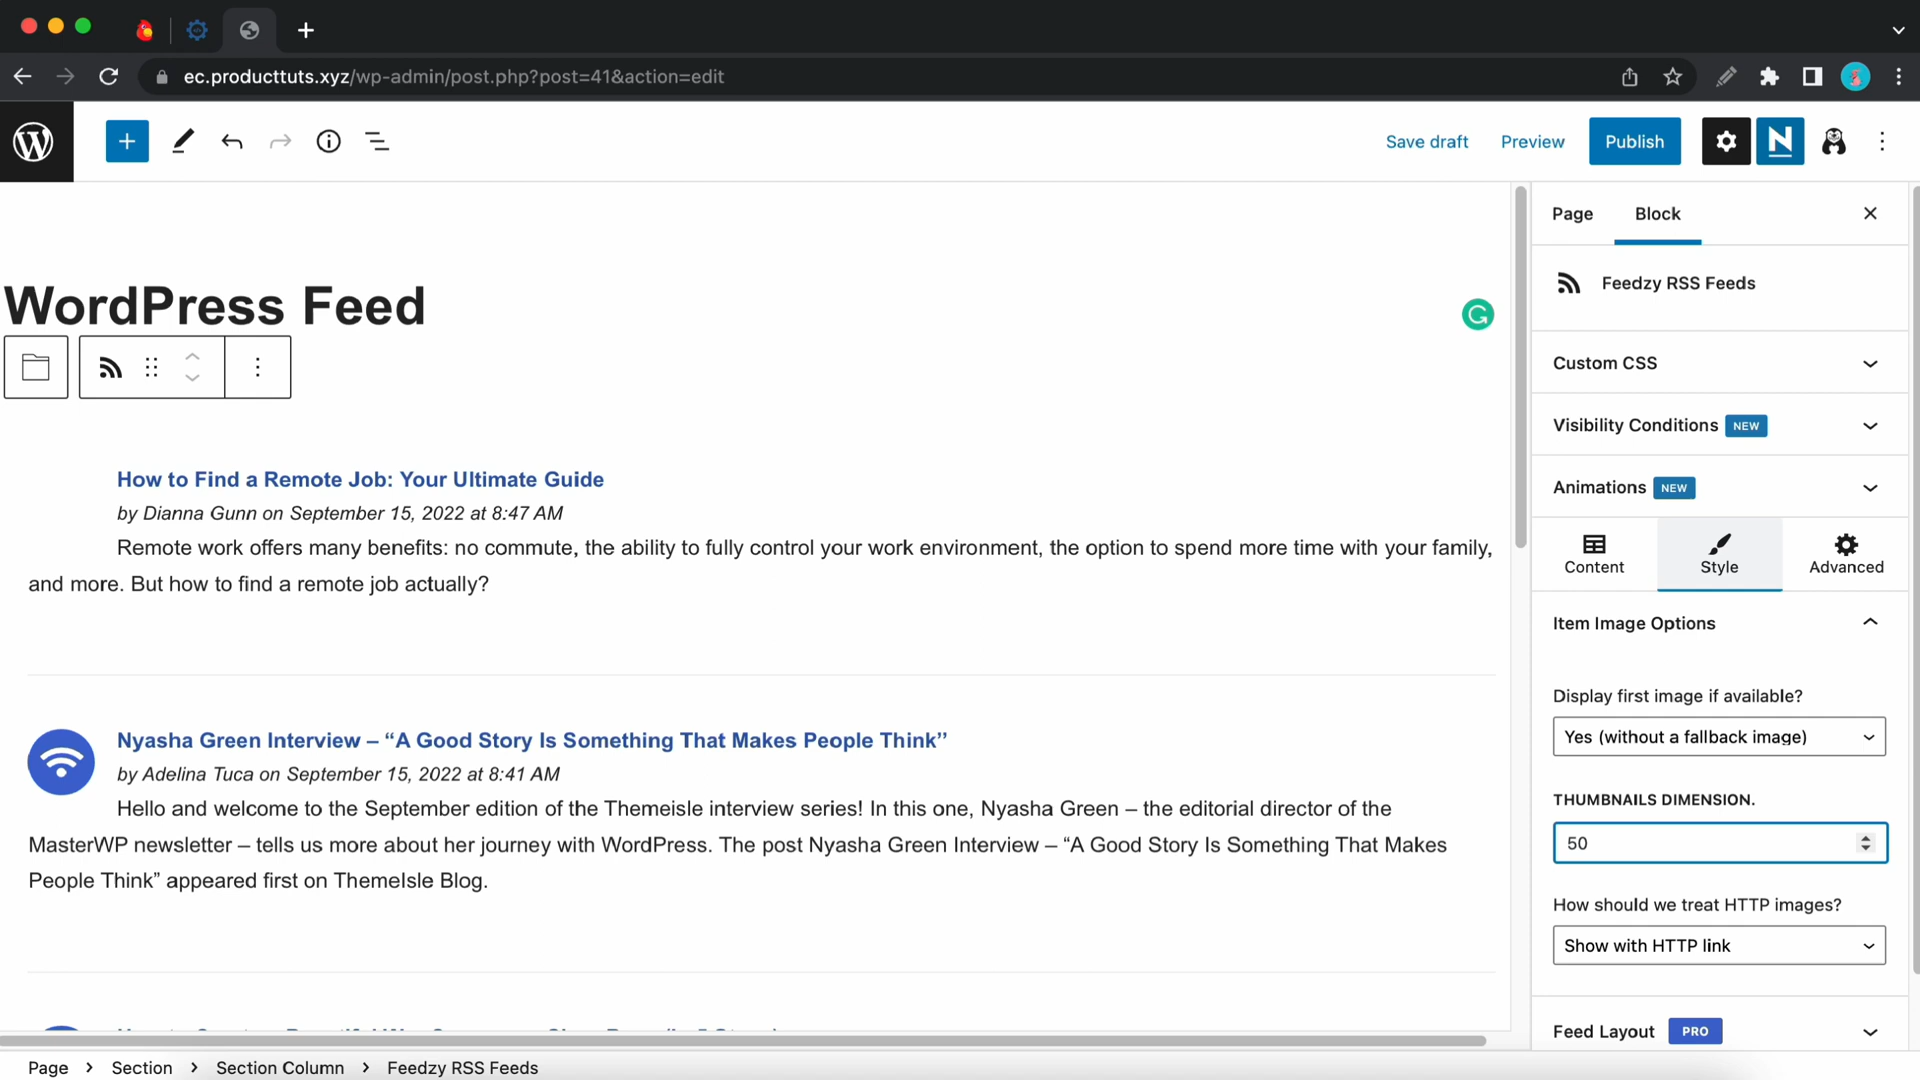 ec.producttuts.xyz/wp-admin/post.php?post=41&action=edit
Save draft
Preview
Publish
Page
Block
Feedzy RSS Feeds
WordPress Feed
Custom CSS
Visibility Conditions NEW
Animations NEW
Content
Style
Advanced
How to Find a Remote Job: Your Ultimate Guide
by Dianna Gunn on September 15, 2022 at 8:47 AM
Remote work offers many benefits: no commute, the ability to fully control your work environment, the option to spend more time with your family,
and more. But how to find a remote job actually?
Nyasha Green Interview – “A Good Story Is Something That Makes People Think’’
by Adelina Tuca on September 15, 2022 at 8:41 AM
Hello and welcome to the September edition of the Themeisle interview series! In this one, Nyasha Green – the editorial director of the
MasterWP newsletter – tells us more about her journey with WordPress. The post Nyasha Green Interview – “A Good Story Is Something That Makes
People Think” appeared first on ThemeIsle Blog.
Item Image Options
Display first image if available?
Yes (without a fallback image)
THUMBNAILS DIMENSION.
50
How should we treat HTTP images?
Show with HTTP link
Feed Layout PRO
Page > Section > Section Column > Feedzy RSS Feeds